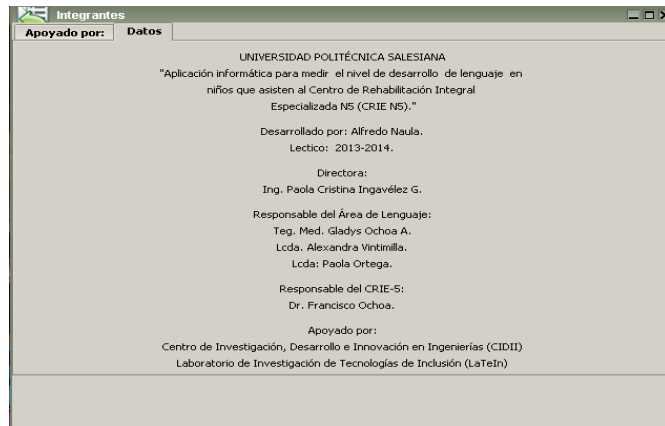 Integrantes
Apoyado por: Datos
UNIVERSIDAD POLITÉCNICA SALESIANA
"Aplicación informática para medir el nivel de desarrollo de lenguaje en
niños que asisten al Centro de Rehabilitación Integral
Especializada N5 (CRIE N5)."
Desarrollado por: Alfredo Naula.
Lectico: 2013-2014.
Directora:
Ing. Paola Cristina Ingavélez G.
Responsable del Área de Lenguaje:
Teg. Med. Gladys Ochoa A.
Lcda. Alexandra Vintimilla.
Lcda: Paola Ortega.
Responsable del CRIE-5:
Dr. Francisco Ochoa.
Apoyado por:
Centro de Investigación, Desarrollo e Innovación en Ingenierías (CIDII)
Laboratorio de Investigación de Tecnologías de Inclusión (LaTeIn)